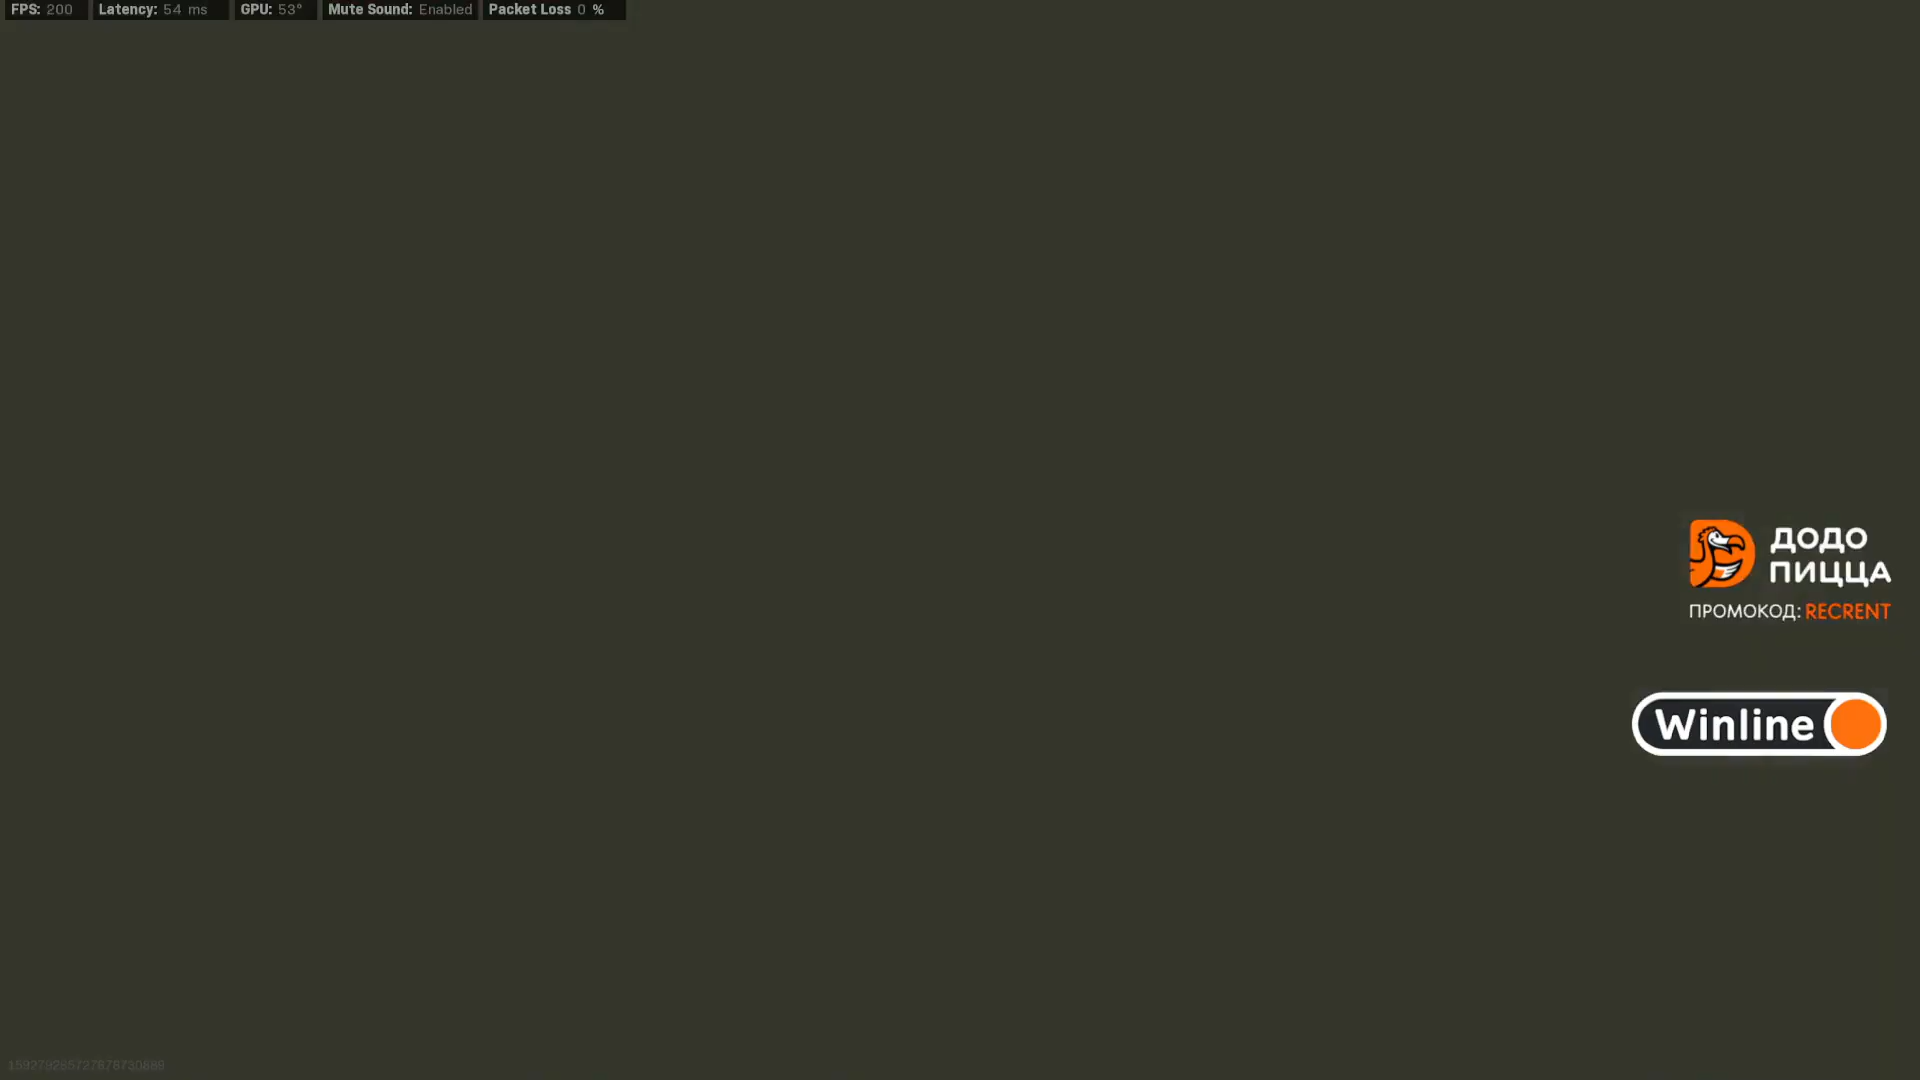 FPS: 200 Latency: 54 ms GPU: 53° Mute Sound: Enabled Packet Loss 0 %
ДОДО
ПИЦЦА
ПРОМОКОД: RECRENT
Winline